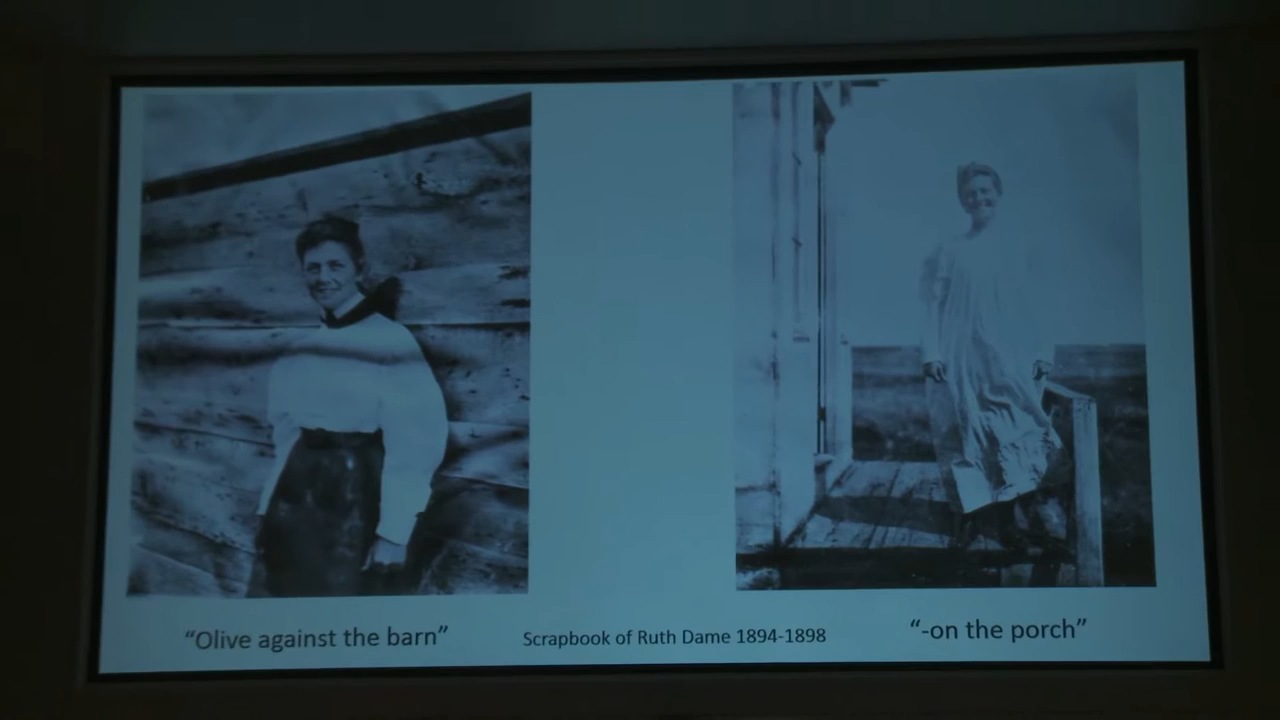 “Olive against the barn”
Scrapbook of Ruth Dame 1894-1898
“-on the porch”